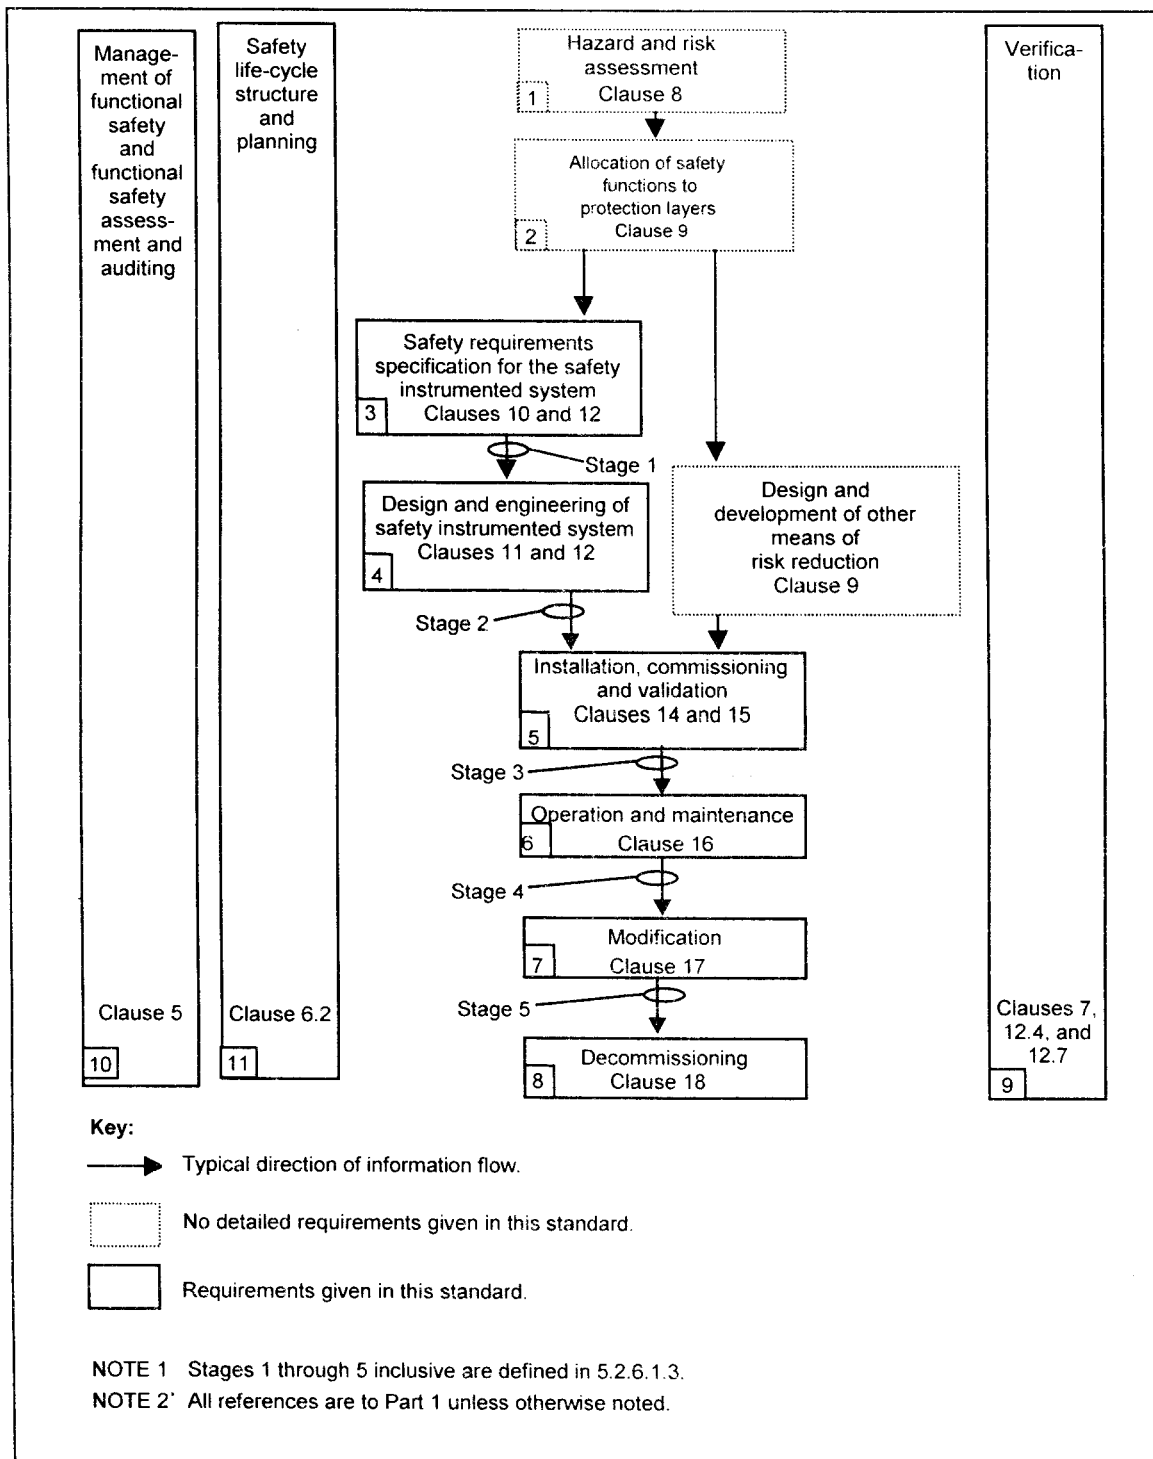 Manage-
ment of
functional
safety
and
functional
safety
assess-
ment and
auditing
Clause 5
10
Safety
life-cycle
structure
and
planning
Clause 6.2
11
Hazard and risk
assessment
Clause 8
1
Allocation of safety
functions to
protection layers
Clause 9
2
Safety requirements
specification for the safety
instrumented system
Clauses 10 and 12
3
Stage 1
Design and engineering of
safety instrumented system
Clauses 11 and 12
4
Design and
development of other
means of
risk reduction
Clause 9
Stage 2
Installation, commissioning
and validation
Clauses 14 and 15
5
Stage 3
Operation and maintenance
Clause 16
6
Stage 4
Modification
Clause 17
7
Stage 5
Decommissioning
Clause 18
8
Verifica-
tion
Clauses 7,
12.4, and
12.7
9
Key:
Typical direction of information flow.
No detailed requirements given in this standard.
Requirements given in this standard.
NOTE 1 Stages 1 through 5 inclusive are defined in 5.2.6.1.3.
NOTE 2 All references are to Part 1 unless otherwise noted.